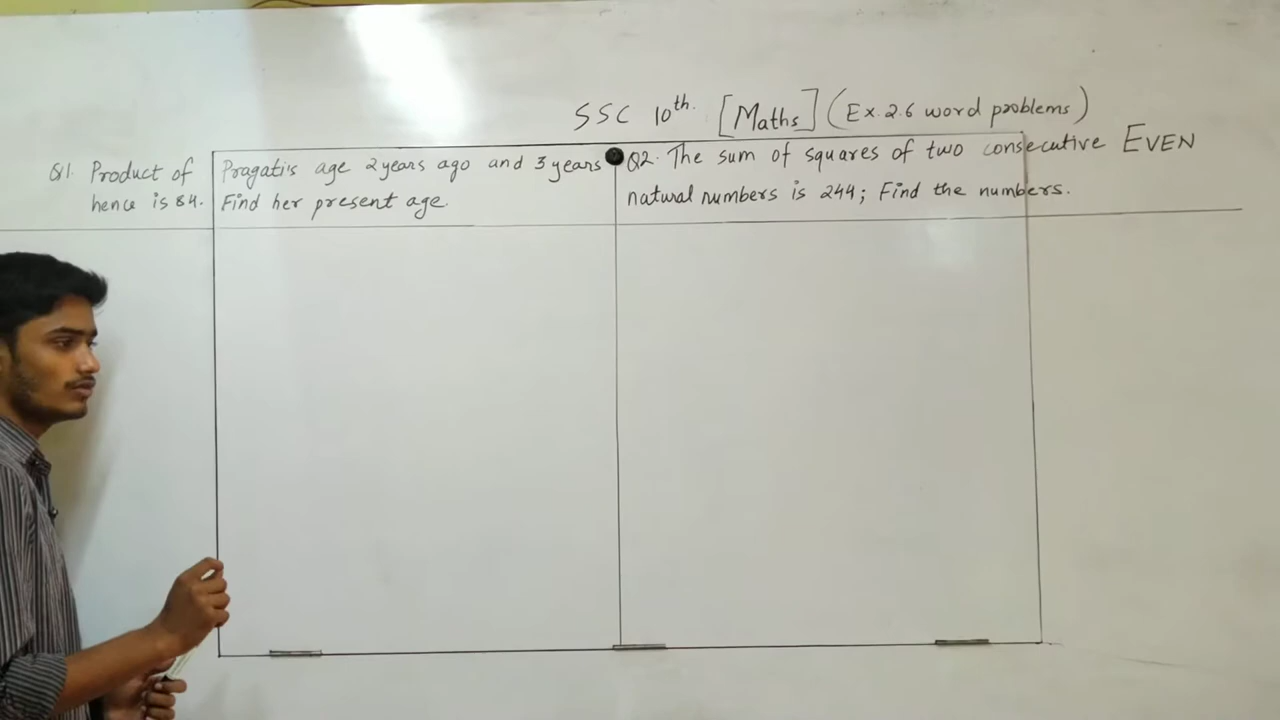 SSC 10th. [Maths] (Ex. 2.6 word problems)
Q1. Product of Pragati's age 2 years ago and 3 years
hence is 84. Find her present age.
Q2. The sum of squares of two consecutive EVEN
natural numbers is 244; Find the numbers.